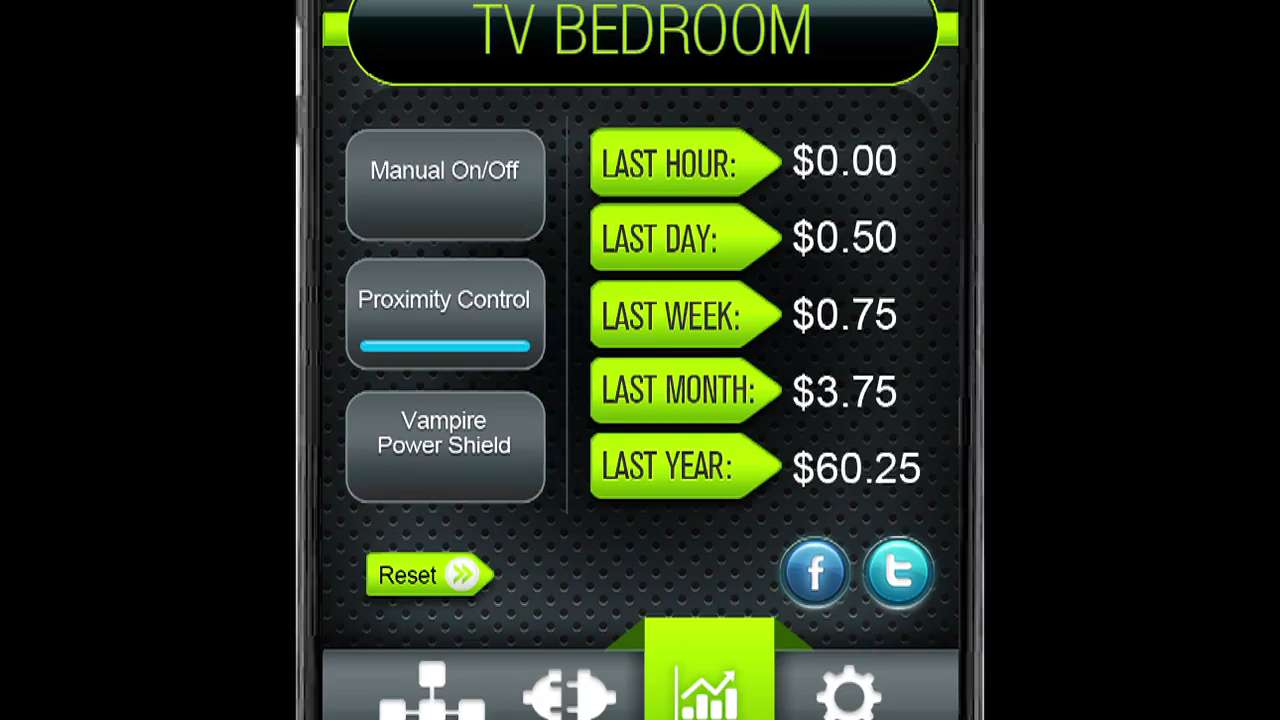 TV BEDROOM
Manual On/Off
Proximity Control
Vampire
Power Shield
LAST HOUR: $0.00
LAST DAY: $0.50
LAST WEEK: $0.75
LAST MONTH: $3.75
LAST YEAR: $60.25
Reset
f t